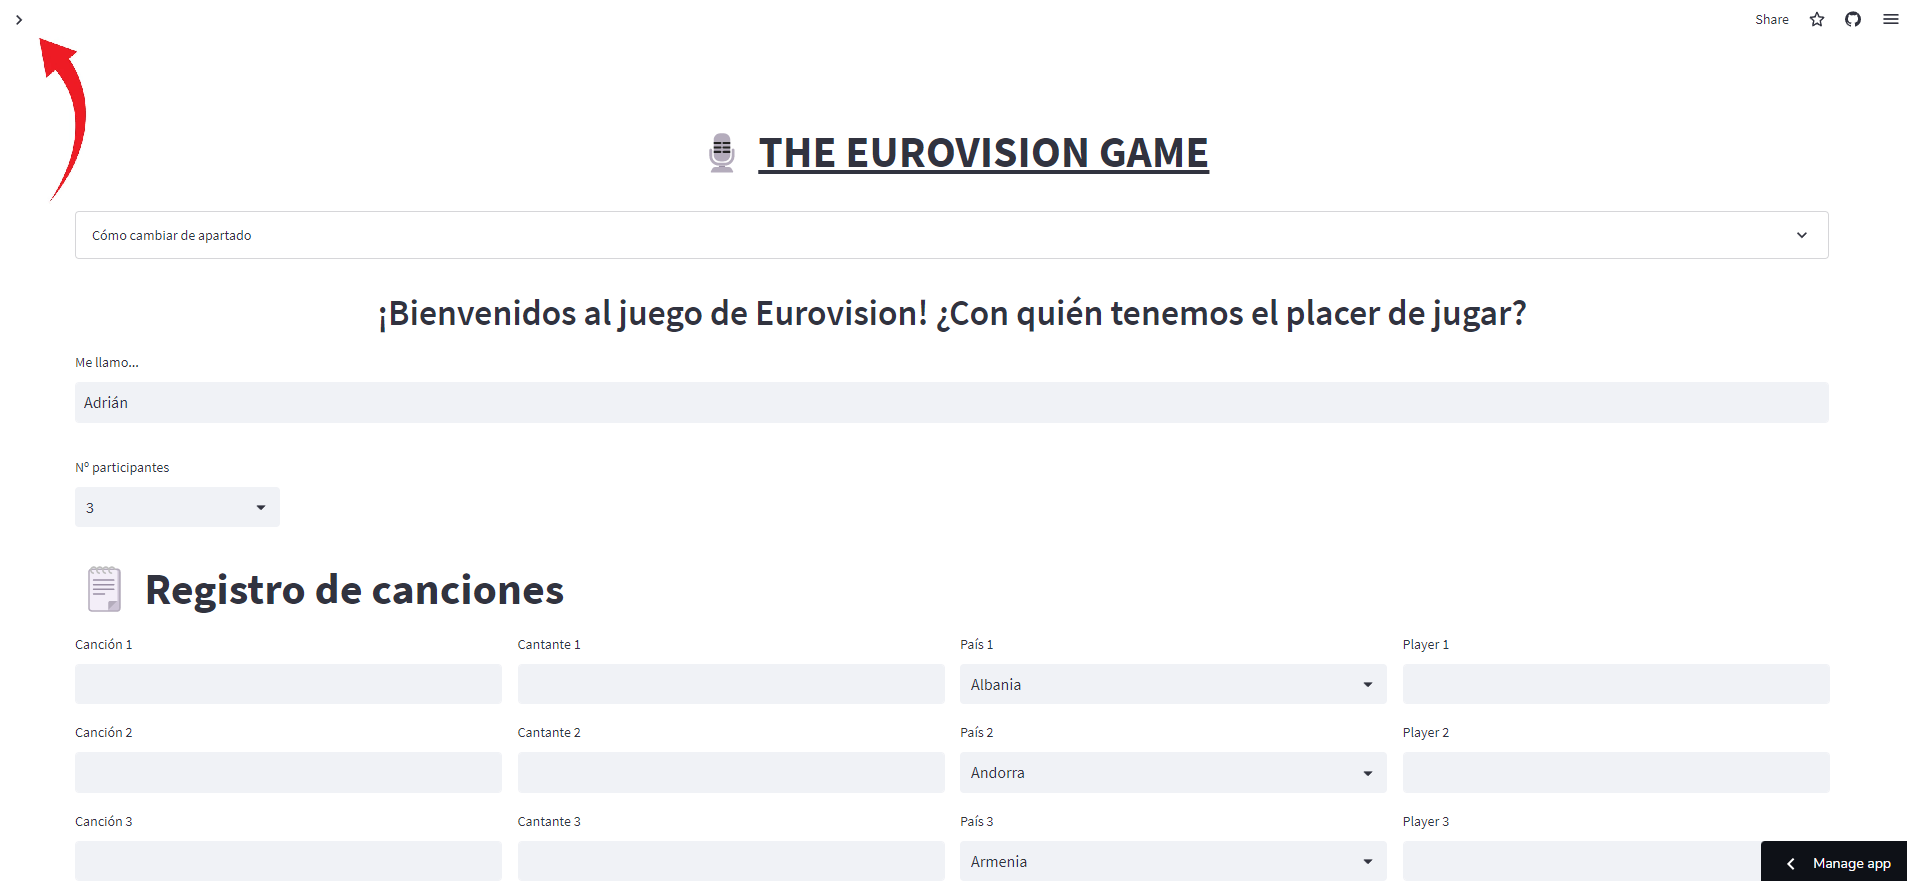 Share
THE EUROVISION GAME
Cómo cambiar de apartado
¡Bienvenidos al juego de Eurovision! ¿Con quién tenemos el placer de jugar?
Me llamo...
Adrián
Nº participantes
3
Registro de canciones
Canción 1 Cantante 1 País 1 Player 1
Albania
Canción 2 Cantante 2 País 2 Player 2
Andorra
Canción 3 Cantante 3 País 3 Player 3
Armenia
Manage app